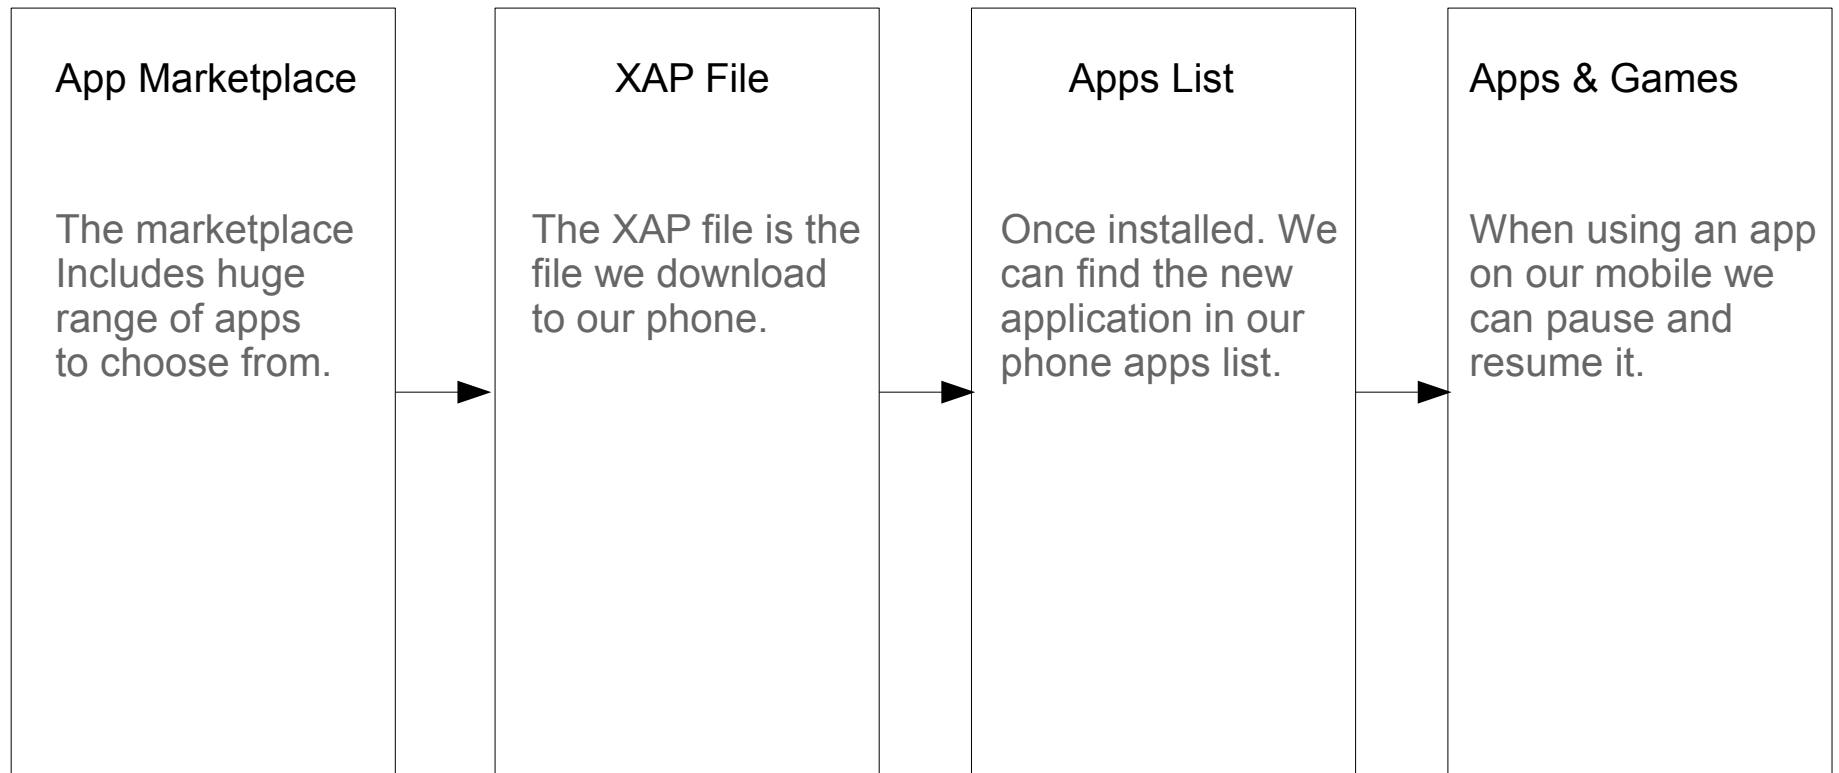 App Marketplace
The marketplace
Includes huge
range of apps
to choose from.
XAP File
The XAP file is the
file we download
to our phone.
Apps List
Once installed. We
can find the new
application in our
phone apps list.
Apps & Games
When using an app
on our mobile we
can pause and
resume it.